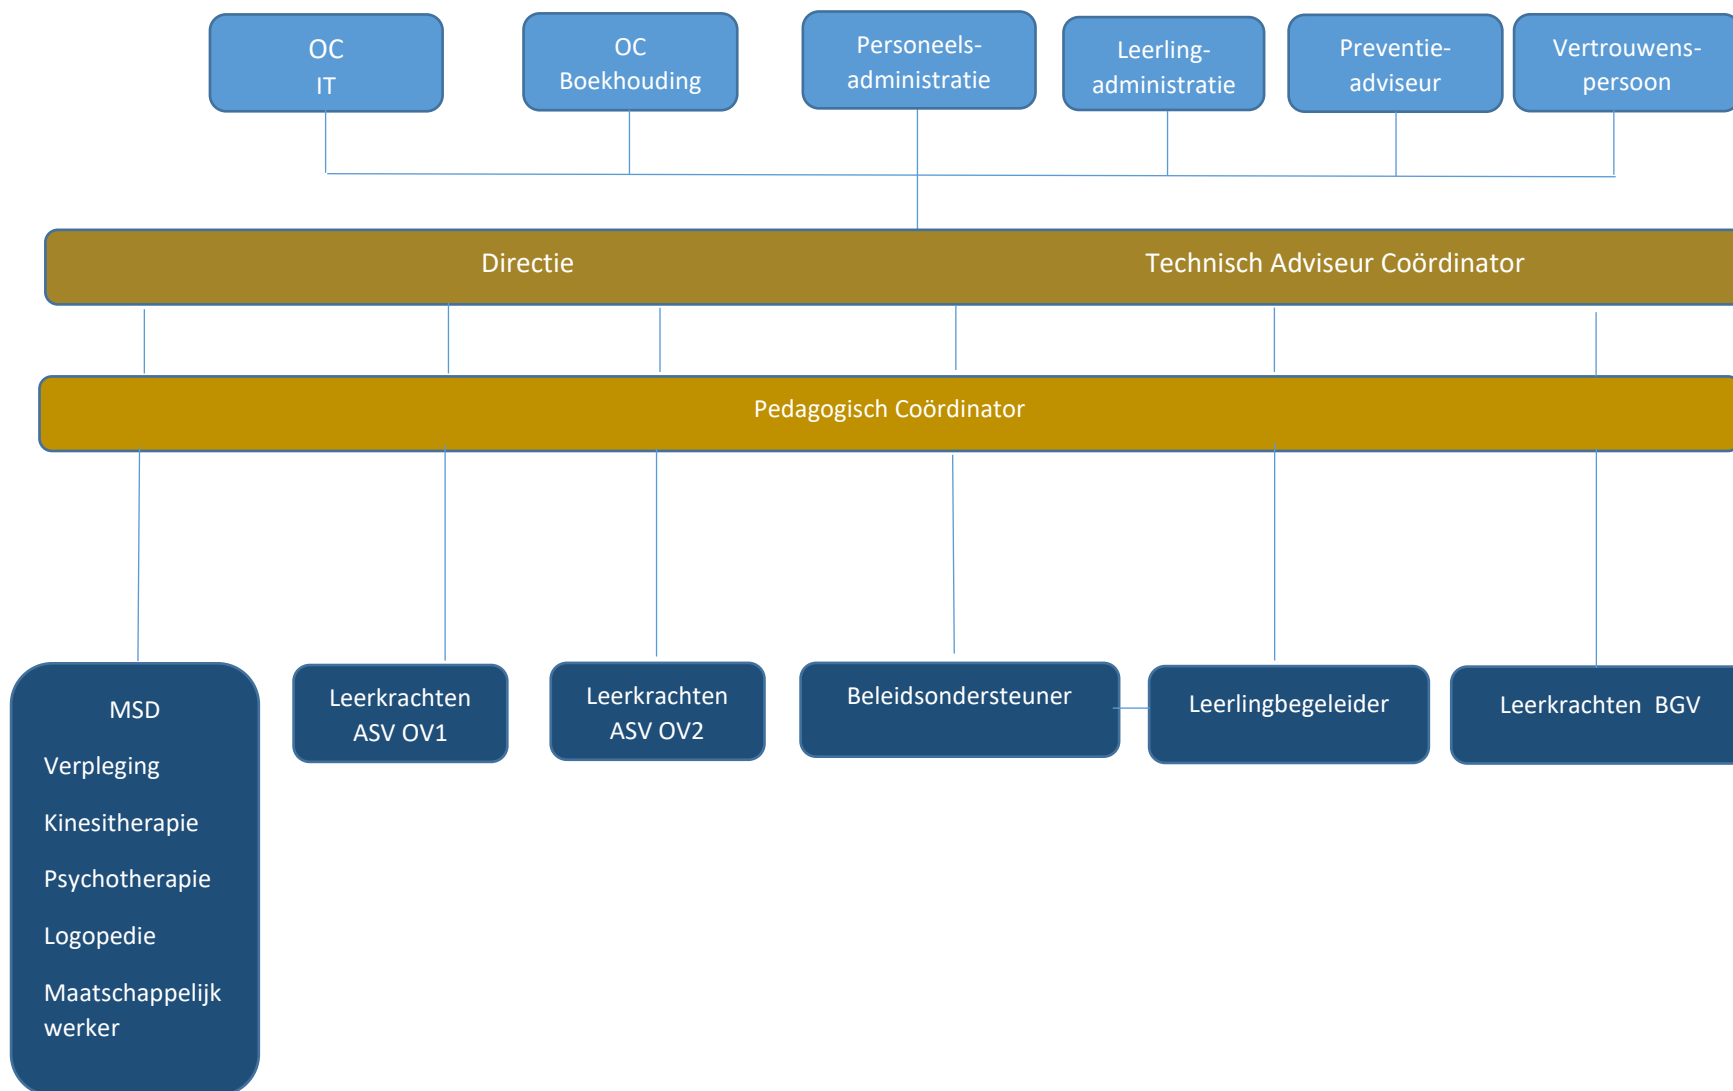 OC
IT
OC
Boekhouding
Personeels-
administratie
Leerling-
administratie
Preventie-
adviseur
Vertrouwens-
persoon
Directie
Technisch Adviseur Coördinator
Pedagogisch Coördinator
MSD
Verpleging
Kinesitherapie
Psychotherapie
Logopedie
Maatschappelijk
werker
Leerkrachten
ASV OV1
Leerkrachten
ASV OV2
Beleidsondersteuner
Leerlingbegeleider
Leerkrachten BGV